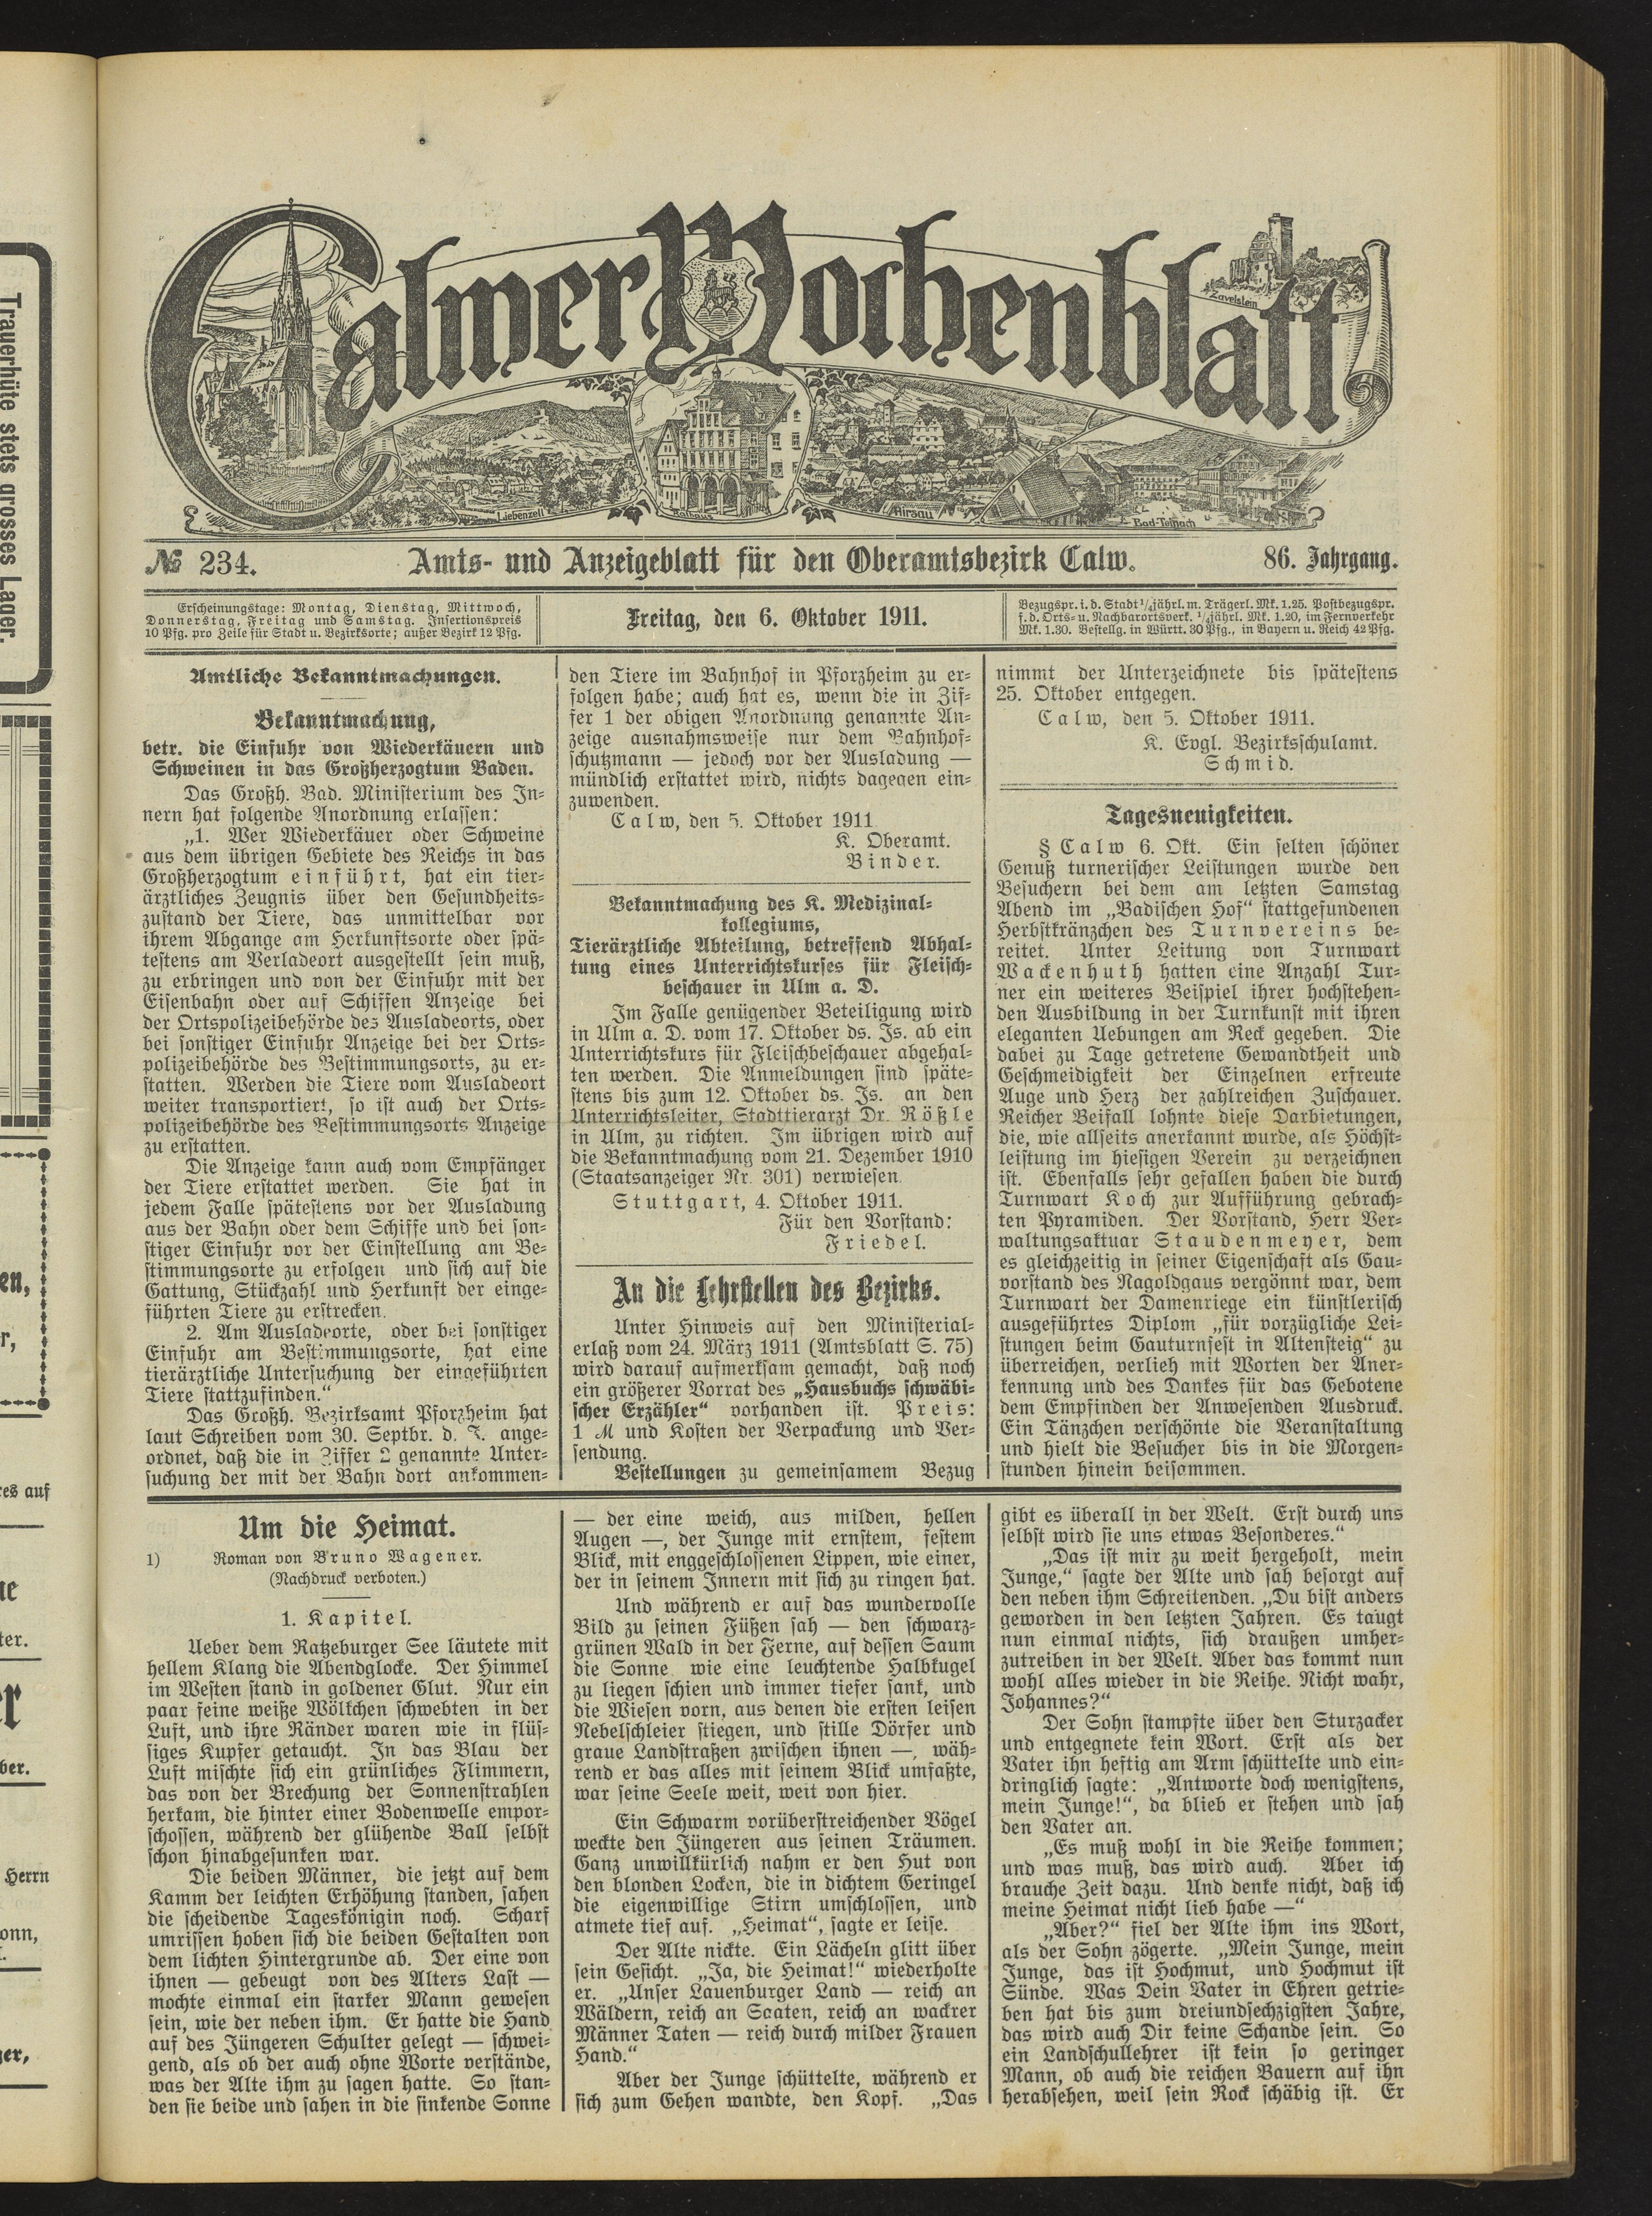 Trauerhüte stets grosses Lager.
en,
r,
res auf
ter.
ber.
Herrn
onn,
ger,
Calwer Wochenblatt
Zavelstein
Liebenzell
Rathaus
Hirsau
Bad-Teinach
№ 234.
Amts- und Anzeigeblatt für den Oberamtsbezirk Calw.
86. Jahrgang.
Erscheinungstage: Montag, Dienstag, Mittwoch,
Donnerstag, Freitag und Samstag. Insertionspreis
10 Pfg. pro Zeile für Stadt u. Bezirksorte; außer Bezirk 12 Pfg.
Freitag, den 6. Oktober 1911.
Bezugspr. i. d. Stadt ¼jährl. m. Trägerl. Mk. 1.25. Postbezugspr.
f. d. Orts- u. Nachbarortsverk. ¼jährl. Mk. 1.20, im Fernverkehr
Mk. 1.30. Bestellg. in Württ. 30 Pfg., in Bayern u. Reich 42 Pfg.
Amtliche Bekanntmachungen.
Bekanntmachung,
betr. die Einfuhr von Wiederkäuern und
Schweinen in das Großherzogtum Baden.
Das Großh. Bad. Ministerium des In-
nern hat folgende Anordnung erlassen:
„1. Wer Wiederkäuer oder Schweine
aus dem übrigen Gebiete des Reichs in das
Großherzogtum einführt, hat ein tier-
ärztliches Zeugnis über den Gesundheits-
zustand der Tiere, das unmittelbar vor
ihrem Abgange am Herkunftsorte oder spä-
testens am Verladeort ausgestellt sein muß,
zu erbringen und von der Einfuhr mit der
Eisenbahn oder auf Schiffen Anzeige bei
der Ortspolizeibehörde des Ausladeorts, oder
bei sonstiger Einfuhr Anzeige bei der Orts-
polizeibehörde des Bestimmungsorts, zu er-
statten. Werden die Tiere vom Ausladeort
weiter transportiert, so ist auch der Orts-
polizeibehörde des Bestimmungsorts Anzeige
zu erstatten.
Die Anzeige kann auch vom Empfänger
der Tiere erstattet werden. Sie hat in
jedem Falle spätestens vor der Ausladung
aus der Bahn oder dem Schiffe und bei son-
stiger Einfuhr vor der Einstellung am Be-
stimmungsorte zu erfolgen und sich auf die
Gattung, Stückzahl und Herkunft der einge-
führten Tiere zu erstrecken.
2. Am Ausladeorte, oder bei sonstiger
Einfuhr am Bestimmungsorte, hat eine
tierärztliche Untersuchung der eingeführten
Tiere stattzufinden.“
Das Großh. Bezirksamt Pforzheim hat
laut Schreiben vom 30. Septbr. d. J. ange-
ordnet, daß die in Ziffer 2 genannte Unter-
suchung der mit der Bahn dort ankommen-
den Tiere im Bahnhof in Pforzheim zu er-
folgen habe; auch hat es, wenn die in Zif-
fer 1 der obigen Anordnung genannte An-
zeige ausnahmsweise nur dem Bahnhof-
schutzmann — jedoch vor der Ausladung —
mündlich erstattet wird, nichts dagegen ein-
zuwenden.
Calw, den 5. Oktober 1911
K. Oberamt.
Binder.
Bekanntmachung des K. Medizinal-
kollegiums,
Tierärztliche Abteilung, betreffend Abhal-
tung eines Unterrichtskurses für Fleisch-
beschauer in Ulm a. D.
Im Falle genügender Beteiligung wird
in Ulm a. D. vom 17. Oktober ds. Js. ab ein
Unterrichtskurs für Fleischbeschauer abgehal-
ten werden. Die Anmeldungen sind späte-
stens bis zum 12. Oktober ds. Js. an den
Unterrichtsleiter, Stadttierarzt Dr. Rößle
in Ulm, zu richten. Im übrigen wird auf
die Bekanntmachung vom 21. Dezember 1910
(Staatsanzeiger Nr. 301) verwiesen.
Stuttgart, 4. Oktober 1911.
Für den Vorstand:
Friedel.
An die Lehrstellen des Bezirks.
Unter Hinweis auf den Ministerial-
erlaß vom 24. März 1911 (Amtsblatt S. 75)
wird darauf aufmerksam gemacht, daß noch
ein größerer Vorrat des „Hausbuchs schwäbi-
scher Erzähler“ vorhanden ist. Preis:
1 M und Kosten der Verpackung und Ver-
sendung.
Bestellungen zu gemeinsamem Bezug
nimmt der Unterzeichnete bis spätestens
25. Oktober entgegen.
Calw, den 5. Oktober 1911.
K. Evgl. Bezirksschulamt.
Schmid.
Tagesneuigkeiten.
§ Calw 6. Okt. Ein selten schöner
Genuß turnerischer Leistungen wurde den
Besuchern bei dem am letzten Samstag
Abend im „Badischen Hof“ stattgefundenen
Herbstkränzchen des Turnvereins be-
reitet. Unter Leitung von Turnwart
Wackenhuth hatten eine Anzahl Tur-
ner ein weiteres Beispiel ihrer hochstehen-
den Ausbildung in der Turnkunst mit ihren
eleganten Uebungen am Reck gegeben. Die
dabei zu Tage getretene Gewandtheit und
Geschmeidigkeit der Einzelnen erfreute
Auge und Herz der zahlreichen Zuschauer.
Reicher Beifall lohnte diese Darbietungen,
die, wie allseits anerkannt wurde, als Höchst-
leistung im hiesigen Verein zu verzeichnen
ist. Ebenfalls sehr gefallen haben die durch
Turnwart Koch zur Aufführung gebrach-
ten Pyramiden. Der Vorstand, Herr Ver-
waltungsaktuar Staudenmeyer, dem
es gleichzeitig in seiner Eigenschaft als Gau-
vorstand des Nagoldgaus vergönnt war, dem
Turnwart der Damenriege ein künstlerisch
ausgeführtes Diplom „für vorzügliche Lei-
stungen beim Gauturnfest in Altensteig“ zu
überreichen, verlieh mit Worten der Aner-
kennung und des Dankes für das Gebotene
dem Empfinden der Anwesenden Ausdruck.
Ein Tänzchen verschönte die Veranstaltung
und hielt die Besucher bis in die Morgen-
stunden hinein beisammen.
Um die Heimat.
1) Roman von Bruno Wagener.
(Nachdruck verboten.)
1. Kapitel.
Ueber dem Ratzeburger See läutete mit
hellem Klang die Abendglocke. Der Himmel
im Westen stand in goldener Glut. Nur ein
paar feine weiße Wölkchen schwebten in der
Luft, und ihre Ränder waren wie in flüs-
siges Kupfer getaucht. In das Blau der
Luft mischte sich ein grünliches Flimmern,
das von der Brechung der Sonnenstrahlen
herkam, die hinter einer Bodenwelle empor-
schossen, während der glühende Ball selbst
schon hinabgesunken war.
Die beiden Männer, die jetzt auf dem
Kamm der leichten Erhöhung standen, sahen
die scheidende Tageskönigin noch. Scharf
umrissen hoben sich die beiden Gestalten von
dem lichten Hintergrunde ab. Der eine von
ihnen — gebeugt von des Alters Last —
mochte einmal ein starker Mann gewesen
sein, wie der neben ihm. Er hatte die Hand
auf des Jüngeren Schulter gelegt — schwei-
gend, als ob der auch ohne Worte verstände,
was der Alte ihm zu sagen hatte. So stan-
den sie beide und sahen in die sinkende Sonne
— der eine weich, aus milden, hellen
Augen —, der Junge mit ernstem, festem
Blick, mit enggeschlossenen Lippen, wie einer,
der in seinem Innern mit sich zu ringen hat.
Und während er auf das wundervolle
Bild zu seinen Füßen sah — den schwarz-
grünen Wald in der Ferne, auf dessen Saum
die Sonne wie eine leuchtende Halbkugel
zu liegen schien und immer tiefer sank, und
die Wiesen vorn, aus denen die ersten leisen
Nebelschleier stiegen, und stille Dörfer und
graue Landstraßen zwischen ihnen —, wäh-
rend er das alles mit seinem Blick umfaßte,
war seine Seele weit, weit von hier.
Ein Schwarm vorüberstreichender Vögel
weckte den Jüngeren aus seinen Träumen.
Ganz unwillkürlich nahm er den Hut von
den blonden Locken, die in dichtem Geringel
die eigenwillige Stirn umschlossen, und
atmete tief auf. „Heimat“, sagte er leise.
Der Alte nickte. Ein Lächeln glitt über
sein Gesicht. „Ja, die Heimat!“ wiederholte
er. „Unser Lauenburger Land — reich an
Wäldern, reich an Saaten, reich an wackrer
Männer Taten — reich durch milder Frauen
Hand.“
Aber der Junge schüttelte, während er
sich zum Gehen wandte, den Kopf. „Das
gibt es überall in der Welt. Erst durch uns
selbst wird sie uns etwas Besonderes.“
„Das ist mir zu weit hergeholt, mein
Junge,“ sagte der Alte und sah besorgt auf
den neben ihm Schreitenden. „Du bist anders
geworden in den letzten Jahren. Es taugt
nun einmal nichts, sich draußen umher-
zutreiben in der Welt. Aber das kommt nun
wohl alles wieder in die Reihe. Nicht wahr,
Johannes?“
Der Sohn stampfte über den Sturzacker
und entgegnete kein Wort. Erst als der
Vater ihn heftig am Arm schüttelte und ein-
dringlich sagte: „Antworte doch wenigstens,
mein Junge!“, da blieb er stehen und sah
den Vater an.
„Es muß wohl in die Reihe kommen;
und was muß, das wird auch. Aber ich
brauche Zeit dazu. Und denke nicht, daß ich
meine Heimat nicht lieb habe —“
„Aber?“ fiel der Alte ihm ins Wort,
als der Sohn zögerte. „Mein Junge, mein
Junge, das ist Hochmut, und Hochmut ist
Sünde. Was Dein Vater in Ehren getrie-
ben hat bis zum dreiundsechzigsten Jahre,
das wird auch Dir keine Schande sein. So
ein Landschullehrer ist kein so geringer
Mann, ob auch die reichen Bauern auf ihn
herabsehen, weil sein Rock schäbig ist. Er